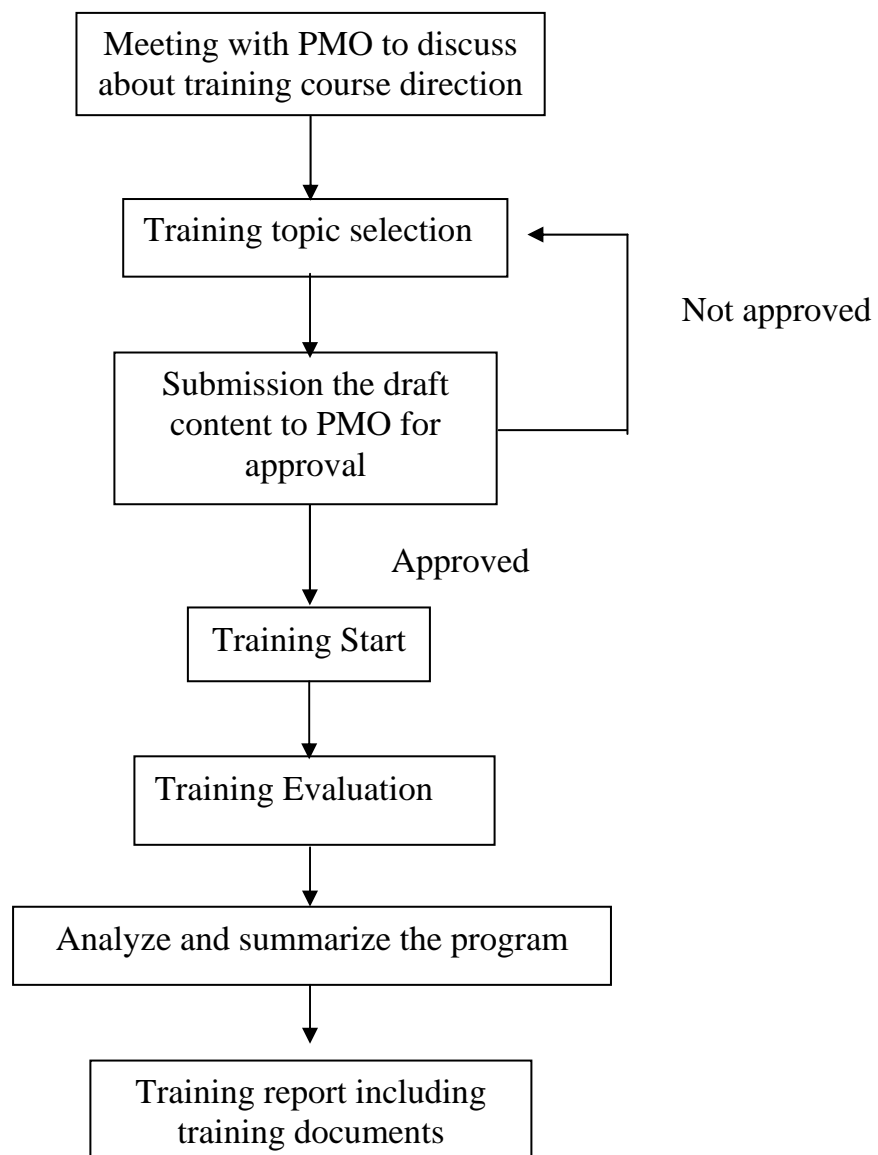 Meeting with PMO to discuss
about training course direction
Training topic selection
Not approved
Submission the draft
content to PMO for
approval
Approved
Training Start
Training Evaluation
Analyze and summarize the program
Training report including
training documents